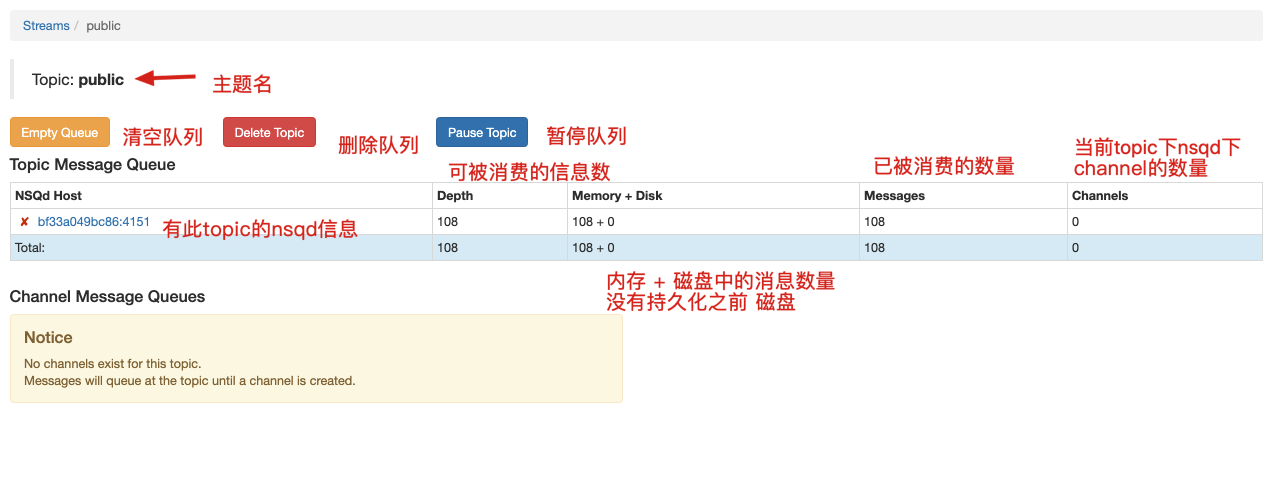 Streams / public
Topic: public
主题名
Empty Queue
清空队列
Delete Topic
删除队列
Pause Topic
暂停队列
Topic Message Queue
可被消费的信息数
已被消费的数量
当前topic下nsqd下
channel的数量
NSQd Host Depth Memory + Disk Messages Channels
✘ bf33a049bc86:4151 108 108 + 0 108 0
有此topic的nsqd信息
Total: 108 108 + 0 108 0
内存 + 磁盘中的消息数量
没有持久化之前 磁盘
Channel Message Queues
Notice
No channels exist for this topic.
Messages will queue at the topic until a channel is created.